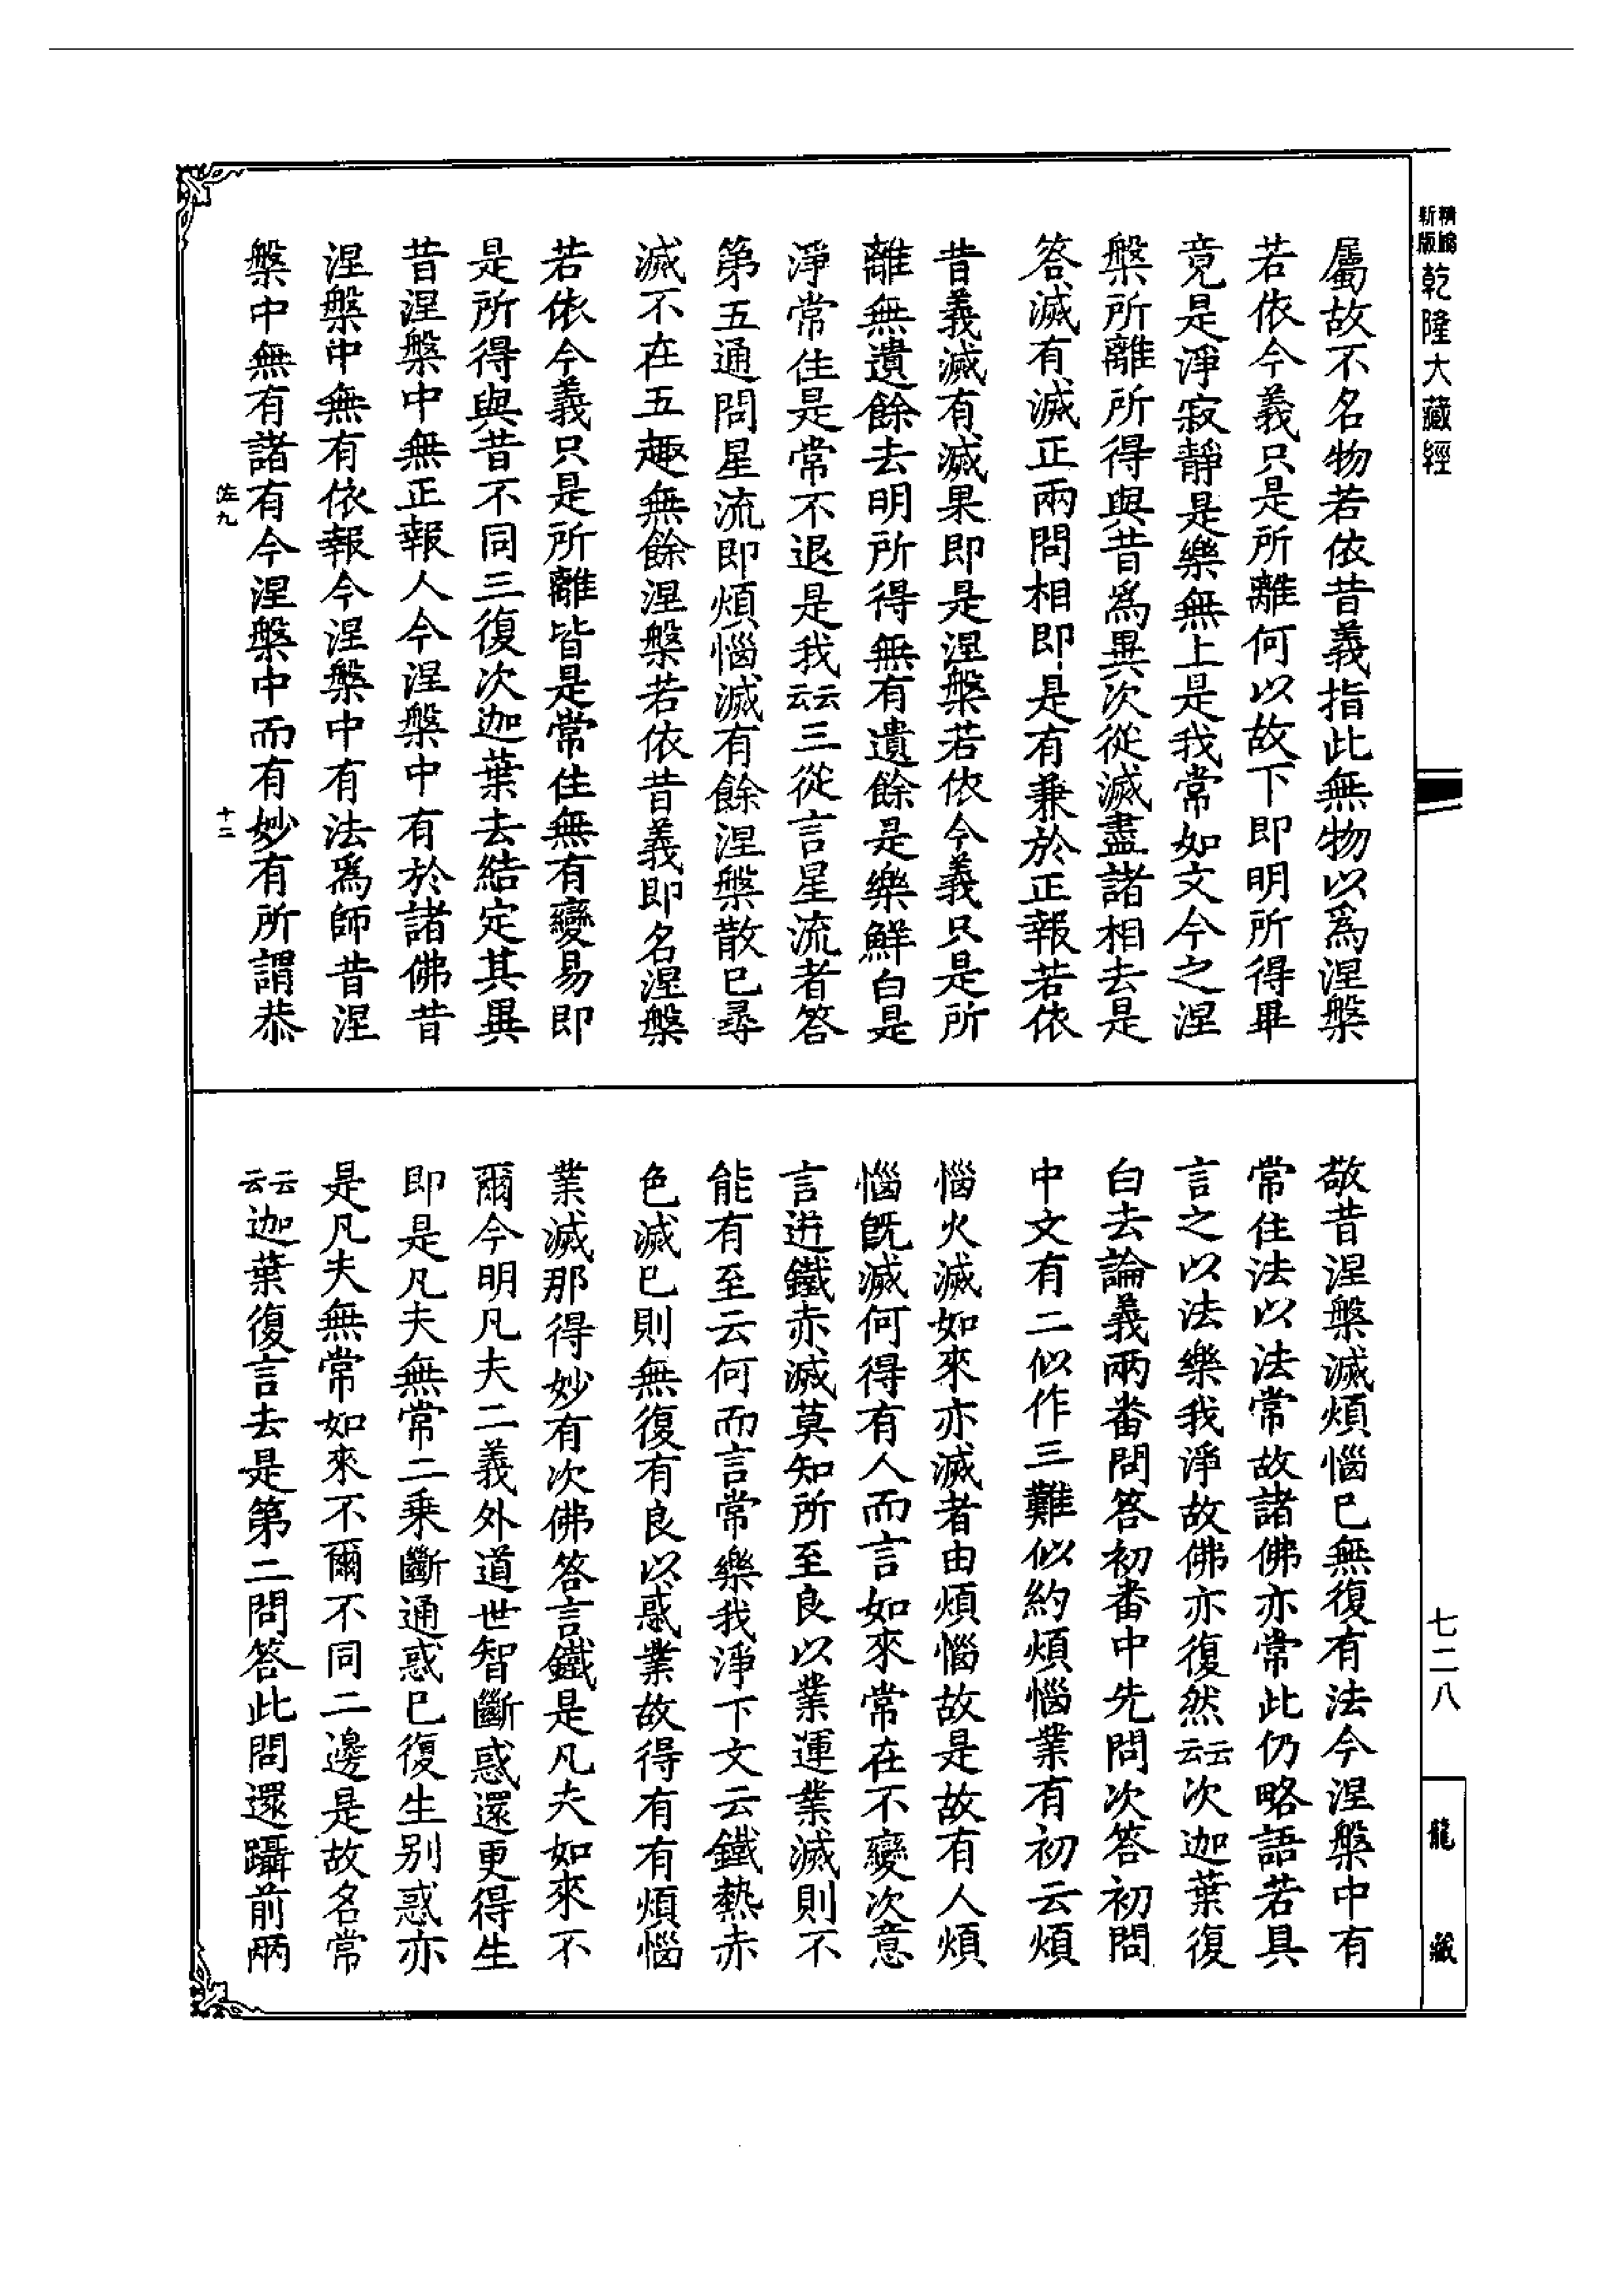 新版精縮乾隆大藏經
屬故不名物若依昔義指此無物以為涅槃
若依今義只是所離何以故下即明所得畢
竟是淨寂靜是樂無上是我常如文今之涅
槃所離所得與昔為異次從滅盡諸相去是
答滅有滅正兩問相即是有兼於正報若依
昔義滅有滅果即是涅槃若依今義只是所
離無遺餘去明所得無有遺餘是樂鮮白是
淨常住是常不退是我云云三從言星流者答
第五通問星流即煩惱滅有餘涅槃散已尋
滅不在五趣無餘涅槃若依昔義即名涅槃
若依今義只是所離皆是常住無有變易即
是所得與昔不同三復次迦葉去結定其異
昔涅槃中無正報人今涅槃中有於諸佛昔
涅槃中無有依報今涅槃中有法為師昔涅
槃中無有諸有今涅槃中而有妙有所謂恭
佐九
十二
敬昔涅槃滅煩惱已無復有法今涅槃中有
常住法以法常故諸佛亦常此仍略語若具
言之以法樂我淨故佛亦復然云云次迦葉復
白去論義兩番問答初番中先問次答初問
中文有二似作三難似約煩惱業有初云煩
惱火滅如來亦滅者由煩惱故是故有人煩
惱既滅何得有人而言如來常在不變次意
言迸鐵赤滅莫知所至良以業運業滅則不
能有至云何而言常樂我淨下文云鐵熱赤
色滅已則無復有良以惑業故得有有煩惱
業滅那得妙有次佛答言鐵是凡夫如來不
爾今明凡夫二義外道世智斷惑還更得生
即是凡夫無常二乘斷通惑已復生別惑亦
是凡夫無常如來不爾不同二邊是故名常
云云迦葉復言去是第二問答此問還躡前兩
七二八
龍藏